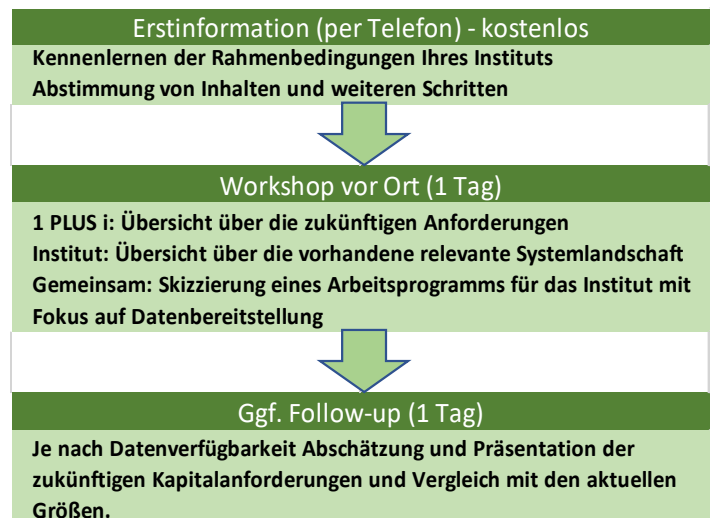 Erstinformation (per Telefon) - kostenlos
Kennenlernen der Rahmenbedingungen Ihres Instituts
Abstimmung von Inhalten und weiteren Schritten
Workshop vor Ort (1 Tag)
1 PLUS i: Übersicht über die zukünftigen Anforderungen
Institut: Übersicht über die vorhandene relevante Systemlandschaft
Gemeinsam: Skizzierung eines Arbeitsprogramms für das Institut mit
Fokus auf Datenbereitstellung
Ggf. Follow-up (1 Tag)
Je nach Datenverfügbarkeit Abschätzung und Präsentation der
zukünftigen Kapitalanforderungen und Vergleich mit den aktuellen
Größen.